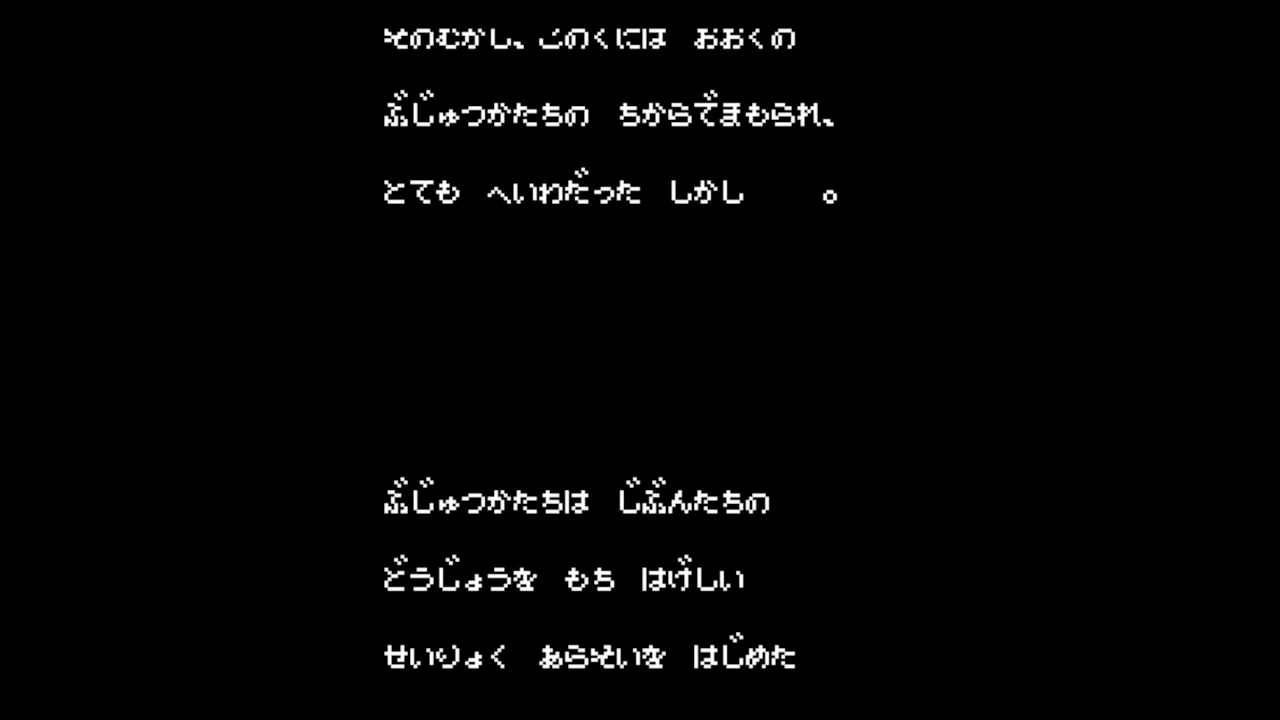 そのむかし、このくには　おおくの
ぶじゅつかたちの　ちからでまもられ、
とても　へいわだった　しかし　　　。
ぶじゅつかたちは　じぶんたちの
どうじょうを　もち　はげしい
せいりょく　あらそいを　はじめた